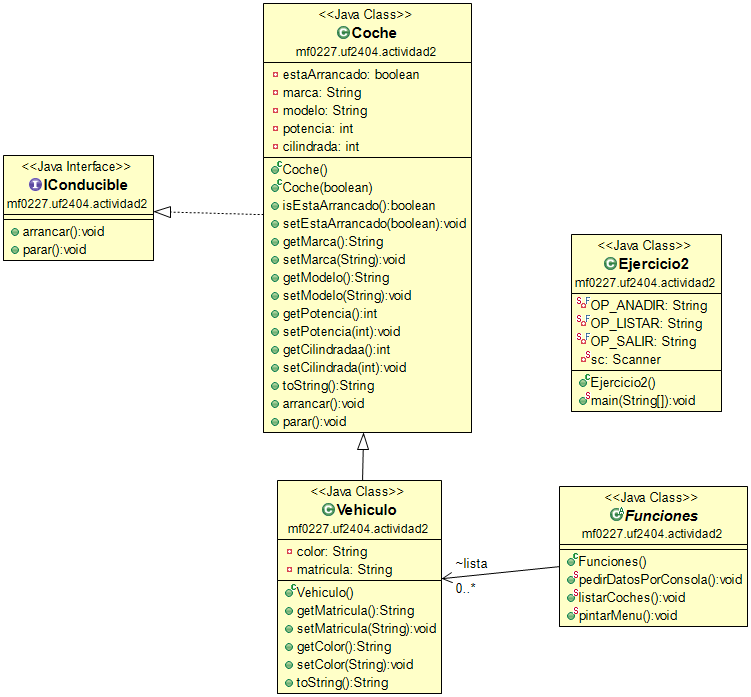 <<Java Class>>
Coche
mf0227.uf2404.actividad2
estaArrancado: boolean
marca: String
modelo: String
potencia: int
cilindrada: int
Coche()
Coche(boolean)
isEstaArrancado():boolean
setEstaArrancado(boolean):void
getMarca():String
setMarca(String):void
getModelo():String
setModelo(String):void
getPotencia():int
setPotencia(int):void
getCilindradaa():int
setCilindrada(int):void
toString():String
arrancar():void
parar():void
<<Java Interface>>
IConducible
mf0227.uf2404.actividad2
arrancar():void
parar():void
<<Java Class>>
Ejercicio2
mf0227.uf2404.actividad2
OP_ANADIR: String
OP_LISTAR: String
OP_SALIR: String
sc: Scanner
Ejercicio2()
main(String[]):void
<<Java Class>>
Vehiculo
mf0227.uf2404.actividad2
color: String
matricula: String
Vehiculo()
getMatricula():String
setMatricula(String):void
getColor():String
setColor(String):void
toString():String
~lista
0..*
<<Java Class>>
Funciones
mf0227.uf2404.actividad2
Funciones()
pedirDatosPorConsola():void
listarCoches():void
pintarMenu():void